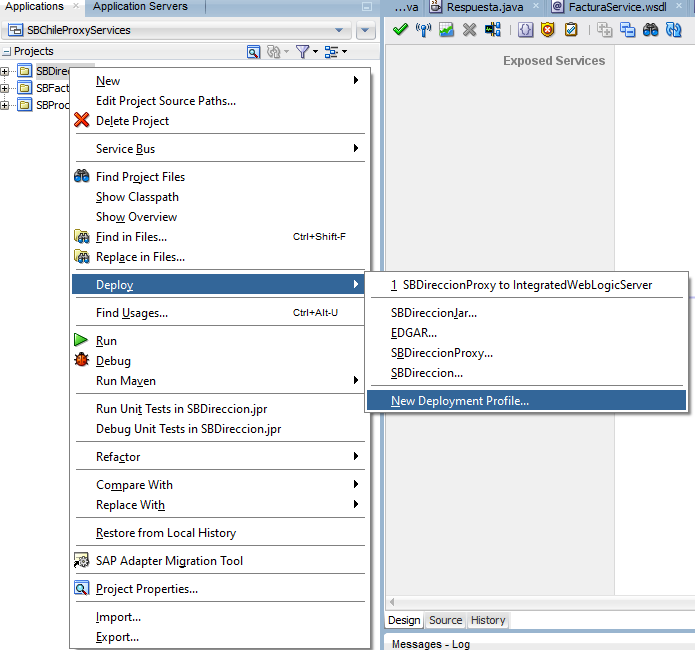 Applications
Application Servers
...va
Respuesta.java
FacturaService.wsdl
SBChileProxyServices
Projects
SBDirec
SBFact
SBProc
Exposed Services
New
Edit Project Source Paths...
Delete Project
Service Bus
Find Project Files
Show Classpath
Show Overview
Find in Files... Ctrl+Shift-F
Replace in Files...
Deploy
1 SBDireccionProxy to IntegratedWebLogicServer
SBDireccionJar...
EDGAR...
SBDireccionProxy...
SBDireccion...
New Deployment Profile...
Find Usages... Ctrl+Alt-U
Run
Debug
Run Maven
Run Unit Tests in SBDireccion.jpr
Debug Unit Tests in SBDireccion.jpr
Refactor
Compare With
Replace With
Restore from Local History
SAP Adapter Migration Tool
Project Properties...
Import...
Export...
Design Source History
Messages - Log